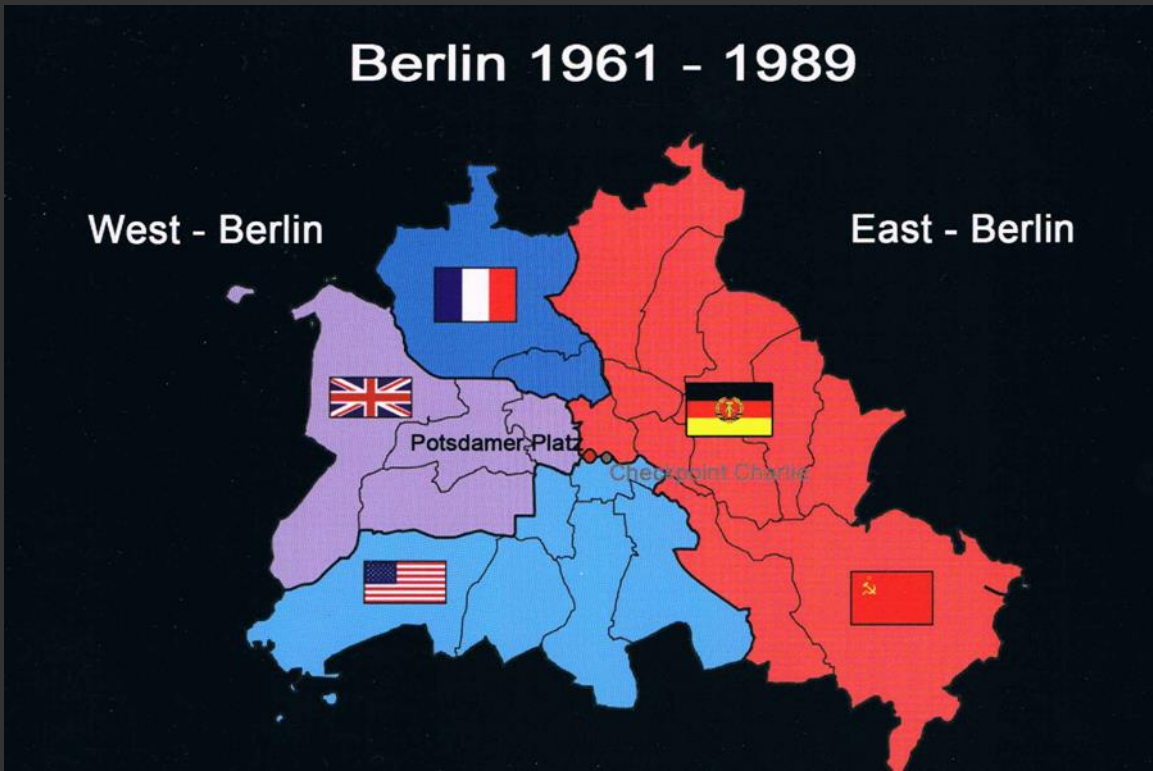 Berlin 1961 - 1989
West - Berlin
East - Berlin
Potsdamer Platz
Checkpoint Charlie